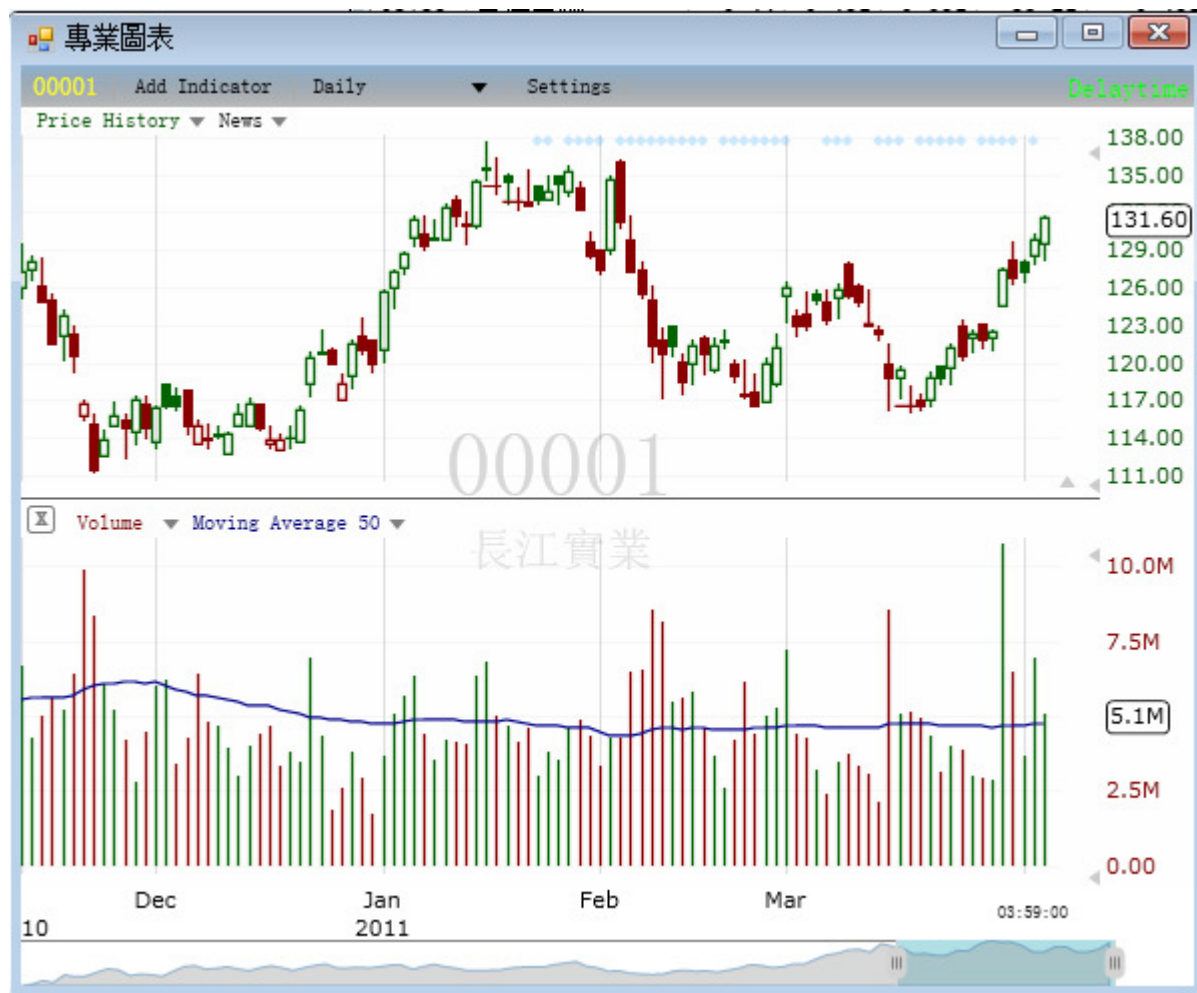 專業圖表
00001 Add Indicator Daily Settings Delaytime
Price History News
138.00
135.00
131.60
129.00
126.00
123.00
120.00
117.00
114.00
111.00
00001
X Volume Moving Average 50
長江實業
10.0M
7.5M
5.1M
2.5M
0.00
Dec Jan Feb Mar 03:59:00
10 2011